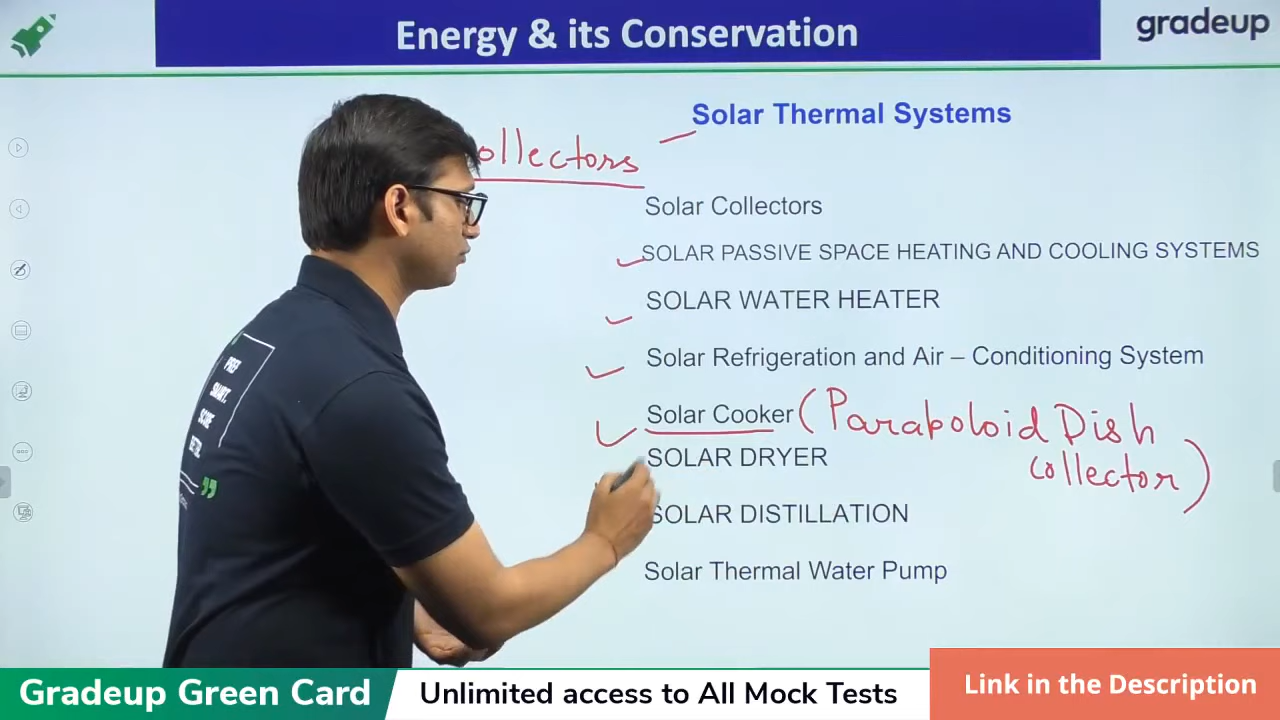 Energy & its Conservation
gradeup
Solar Thermal Systems
ollectors
Solar Collectors
SOLAR PASSIVE SPACE HEATING AND COOLING SYSTEMS
SOLAR WATER HEATER
Solar Refrigeration and Air – Conditioning System
Solar Cooker (Paraboloid Dish
collector)
SOLAR DRYER
SOLAR DISTILLATION
Solar Thermal Water Pump
Gradeup Green Card
Unlimited access to All Mock Tests
Link in the Description